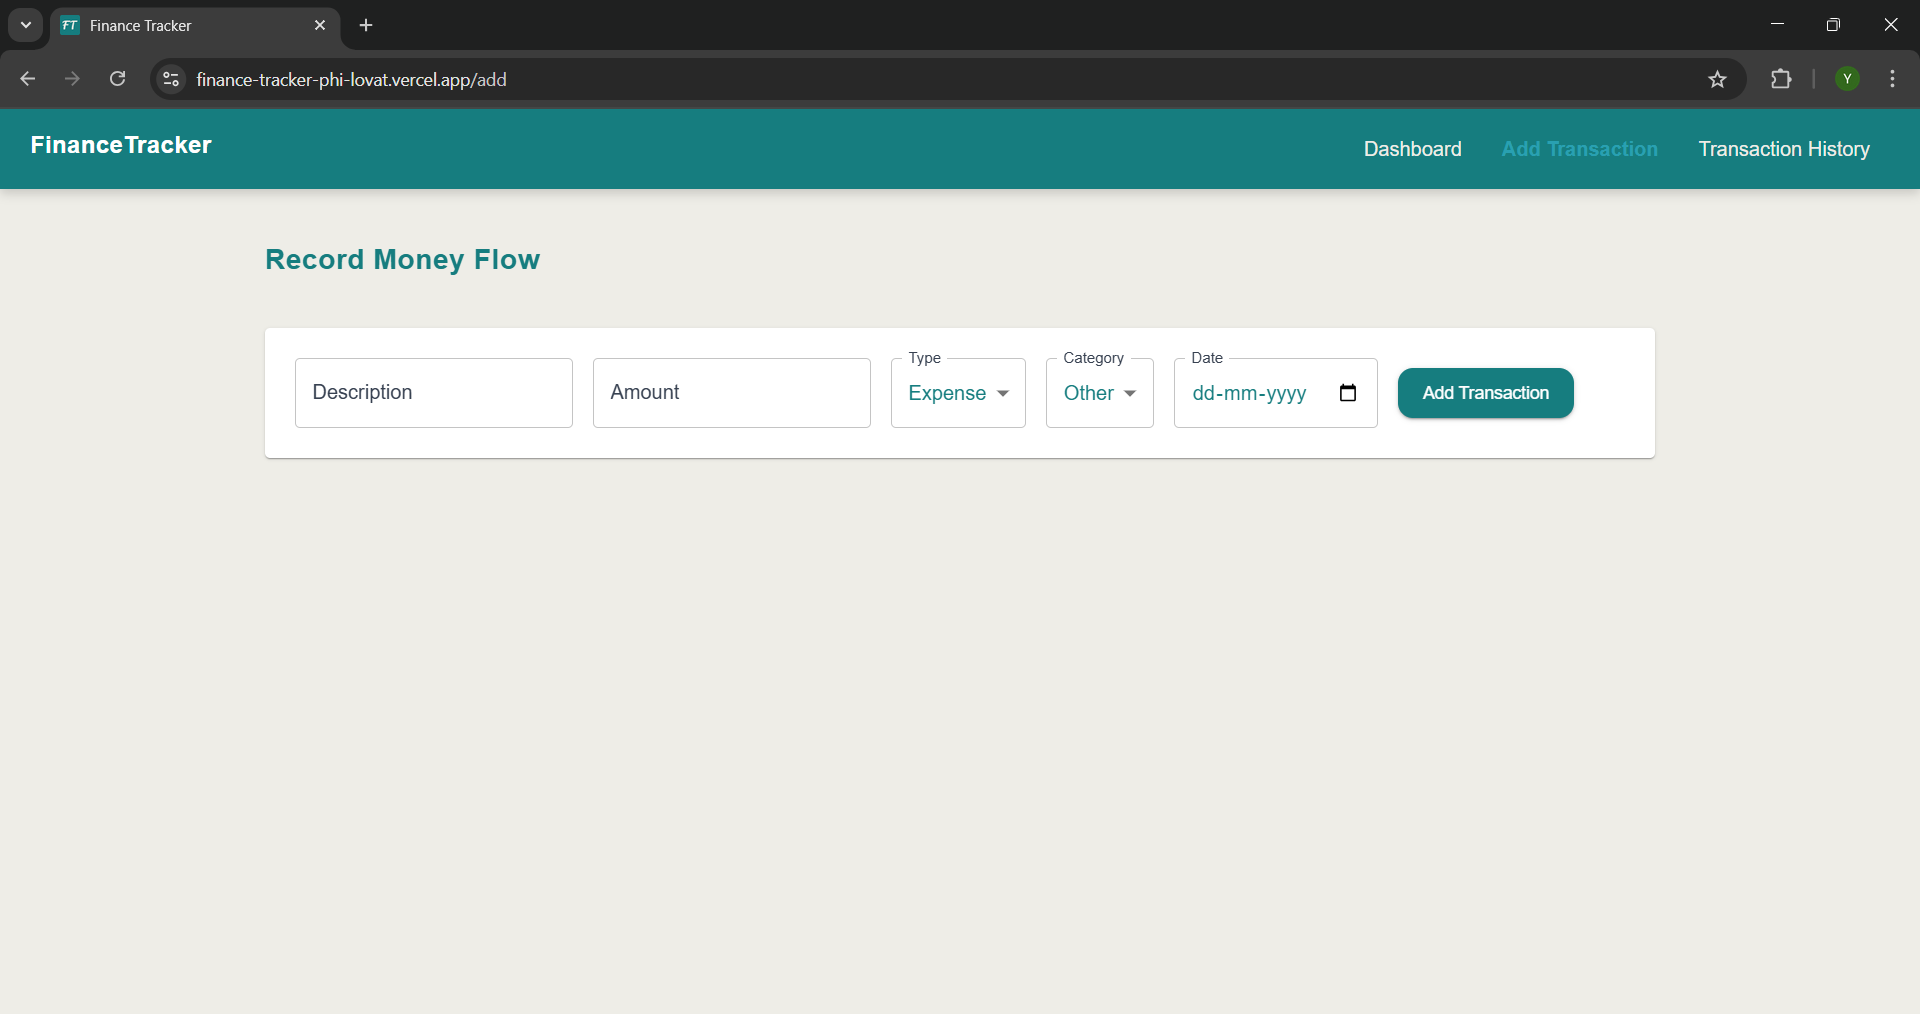 FT Finance Tracker
finance-tracker-phi-lovat.vercel.app/add
Y
FinanceTracker
Dashboard
Add Transaction
Transaction History
Record Money Flow
Description
Amount
Type
Expense
Category
Other
Date
dd-mm-yyyy
Add Transaction